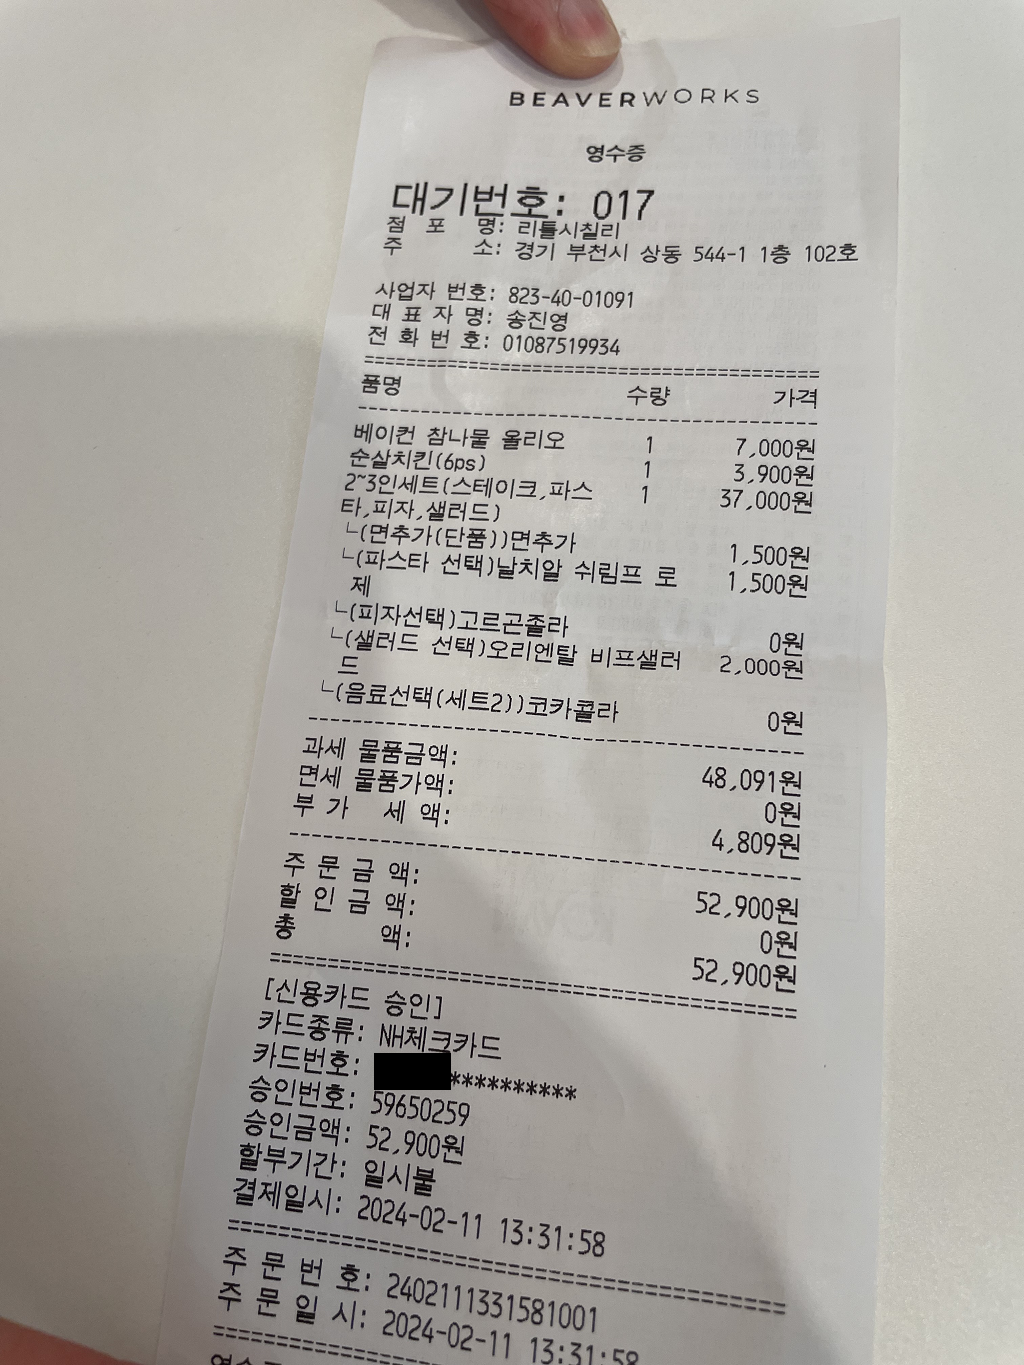 BEAVERWORKS
영수증
대기번호: 017
점 포 명: 리틀시칠리
주 소: 경기 부천시 상동 544-1 1층 102호
사업자 번호: 823-40-01091
대 표 자 명: 송진영
전 화 번 호: 01087519934
========================================
품명 수량 가격
----------------------------------------
베이컨 참나물 올리오 1 7,000원
순살치킨(6ps) 1 3,900원
2~3인세트(스테이크,파스 1 37,000원
타,피자,샐러드)
└(면추가(단품))면추가 1,500원
└(파스타 선택)날치알 쉬림프 로 1,500원
제
└(피자선택)고르곤졸라 0원
└(샐러드 선택)오리엔탈 비프샐러 2,000원
드
└(음료선택(세트2))코카콜라 0원
----------------------------------------
과세 물품금액: 48,091원
면세 물품가액: 0원
부 가 세 액: 4,809원
----------------------------------------
주 문 금 액: 52,900원
할 인 금 액: 0원
총 액: 52,900원
========================================
[신용카드 승인]
카드종류: NH체크카드
카드번호: **********
승인번호: 59650259
승인금액: 52,900원
할부기간: 일시불
결제일시: 2024-02-11 13:31:58
========================================
주 문 번 호: 2402111331581001
주 문 일 시: 2024-02-11 13:31:58
========================================